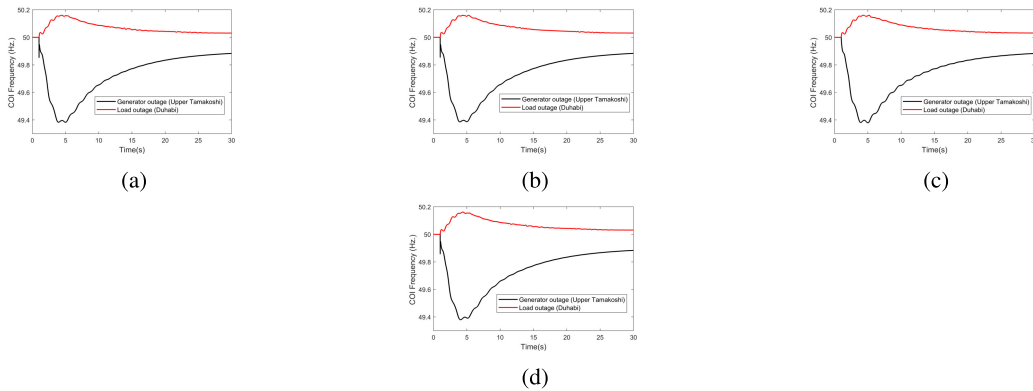 50.2
50
49.8
49.6
49.4
COI Frequency (Hz.)
Generator outage (Upper Tamakoshi)
Load outage (Duhabi)
0 5 10 15 20 25 30
Time(s)
(a)
50.2
50
49.8
49.6
49.4
COI Frequency (Hz.)
Generator outage (Upper Tamakoshi)
Load outage (Duhabi)
0 5 10 15 20 25 30
Time(s)
(b)
50.2
50
49.8
49.6
49.4
COI Frequency (Hz.)
Generator outage (Upper Tamakoshi)
Load outage (Duhabi)
0 5 10 15 20 25 30
Time(s)
(c)
50.2
50
49.8
49.6
49.4
COI Frequency (Hz.)
Generator outage (Upper Tamakoshi)
Load outage (Duhabi)
0 5 10 15 20 25 30
Time(s)
(d)